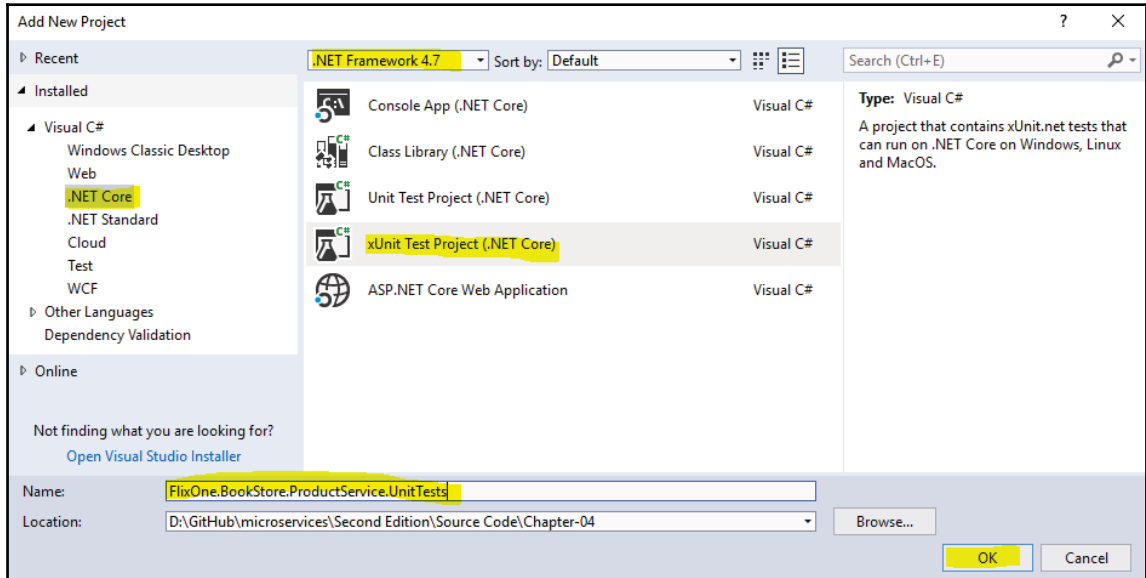 Add New Project
? ×
Recent
Installed
Visual C#
Windows Classic Desktop
Web
.NET Core
.NET Standard
Cloud
Test
WCF
Other Languages
Dependency Validation
Online
Not finding what you are looking for?
Open Visual Studio Installer
.NET Framework 4.7
Sort by: Default
Console App (.NET Core) Visual C#
Class Library (.NET Core) Visual C#
Unit Test Project (.NET Core) Visual C#
xUnit Test Project (.NET Core) Visual C#
ASP.NET Core Web Application Visual C#
Search (Ctrl+E)
Type: Visual C#
A project that contains xUnit.net tests that
can run on .NET Core on Windows, Linux
and MacOS.
Name: FlixOne.BookStore.ProductService.UnitTests
Location: D:\GitHub\microservices\Second Edition\Source Code\Chapter-04
Browse...
OK Cancel